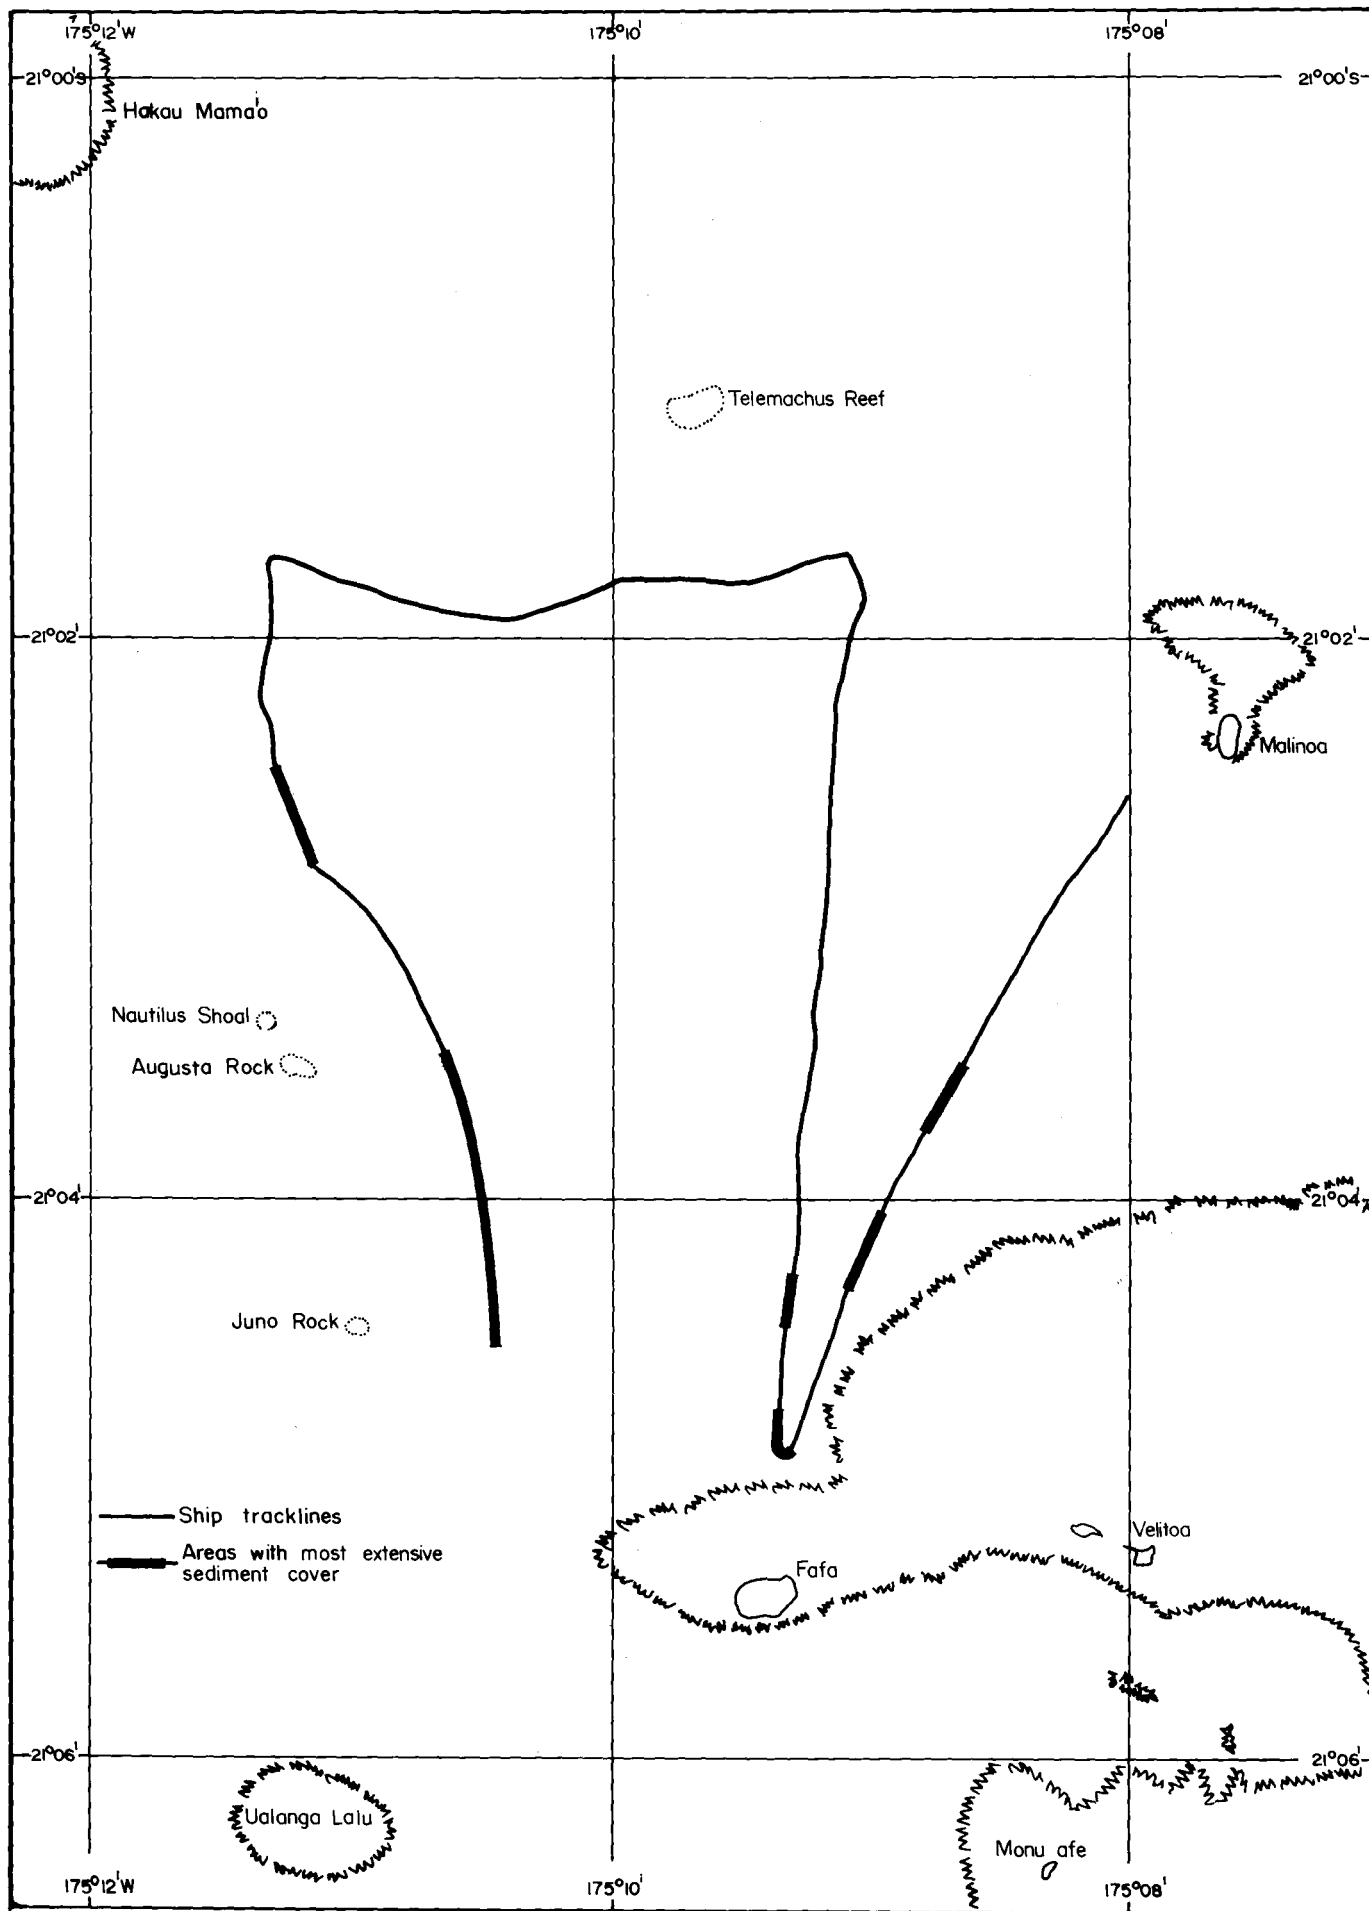 175°12'W 175°10' 175°08'
21°00'S 21°00'S
Hakau Mama'o
Telemachus Reef
21°02' 21°02'
Malinoa
Nautilus Shoal
Augusta Rock
21°04' 21°04'
Juno Rock
Ship tracklines
Areas with most extensive
sediment cover
Velitoa
Fafa
21°06' 21°06'
Ualanga Lalu
Monu afe
175°12'W 175°10' 175°08'